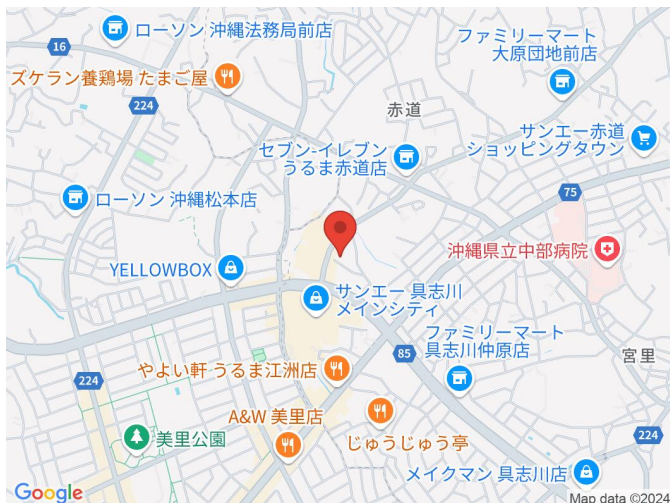 ローソン 沖縄法務局前店
16
ファミリーマート
大原団地前店
ズケラン養鶏場 たまご屋
224
赤道
サンエー赤道
ショッピングタウン
セブン-イレブン
うるま赤道店
75
ローソン 沖縄松本店
沖縄県立中部病院
YELLOWBOX
サンエー 具志川
メインシティ
ファミリーマート
具志川仲原店
85
宮里
やよい軒 うるま江洲店
224
A&W 美里店
224
美里公園
じゅうじゅう亭
メイクマン 具志川店
Google
Map data ©2024